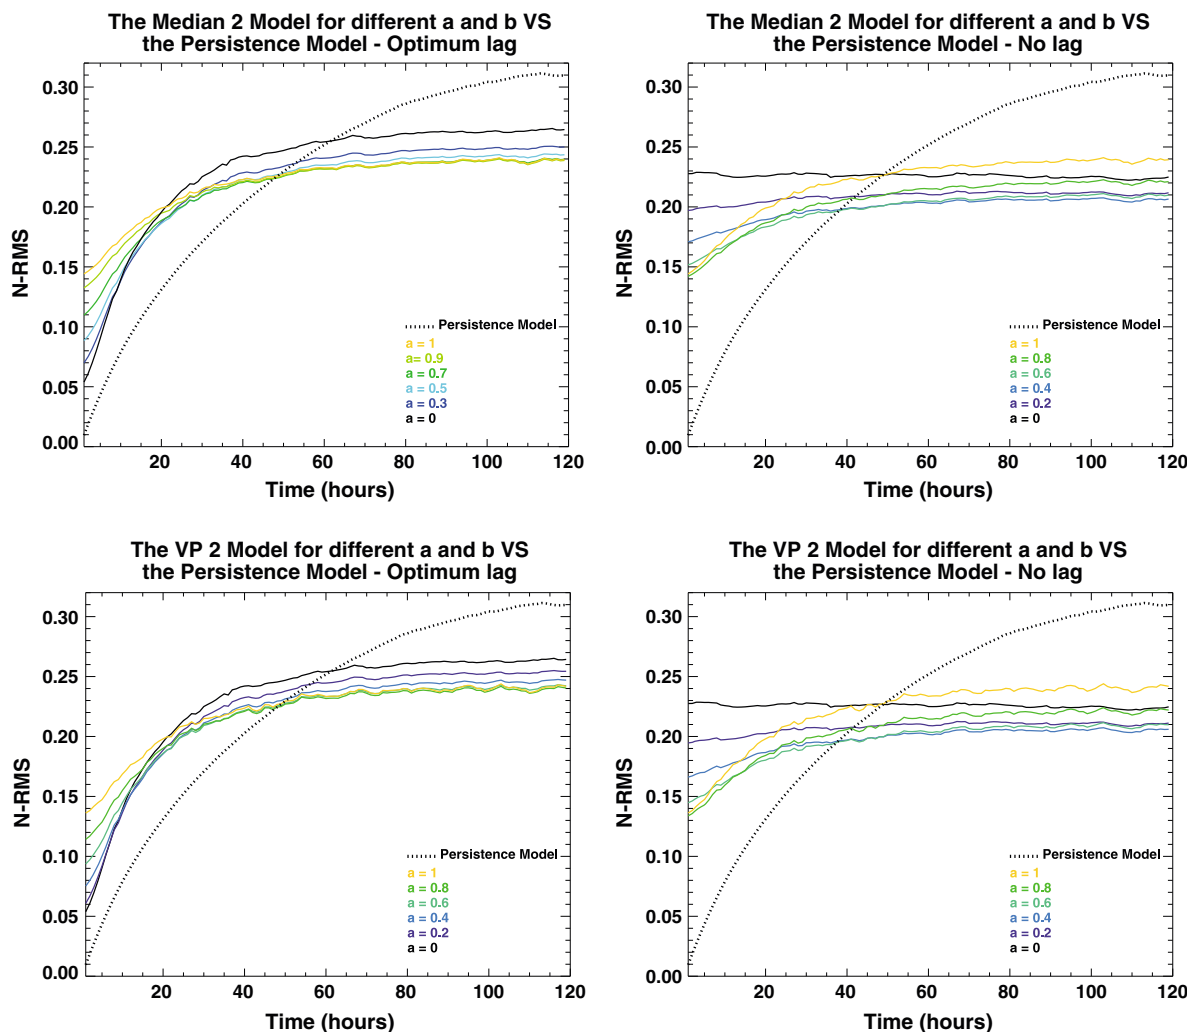 The Median 2 Model for different a and b VS
the Persistence Model - Optimum lag
N-RMS
0.30
0.25
0.20
0.15
0.10
0.05
0.00
Persistence Model
a = 1
a= 0.9
a = 0.7
a = 0.5
a = 0.3
a = 0
20 40 60 80 100 120
Time (hours)
The Median 2 Model for different a and b VS
the Persistence Model - No lag
N-RMS
0.30
0.25
0.20
0.15
0.10
0.05
0.00
Persistence Model
a = 1
a = 0.8
a = 0.6
a = 0.4
a = 0.2
a = 0
20 40 60 80 100 120
Time (hours)
The VP 2 Model for different a and b VS
the Persistence Model - Optimum lag
N-RMS
0.30
0.25
0.20
0.15
0.10
0.05
0.00
Persistence Model
a = 1
a = 0.8
a = 0.6
a = 0.4
a = 0.2
a = 0
20 40 60 80 100 120
Time (hours)
The VP 2 Model for different a and b VS
the Persistence Model - No lag
N-RMS
0.30
0.25
0.20
0.15
0.10
0.05
0.00
Persistence Model
a = 1
a = 0.8
a = 0.6
a = 0.4
a = 0.2
a = 0
20 40 60 80 100 120
Time (hours)